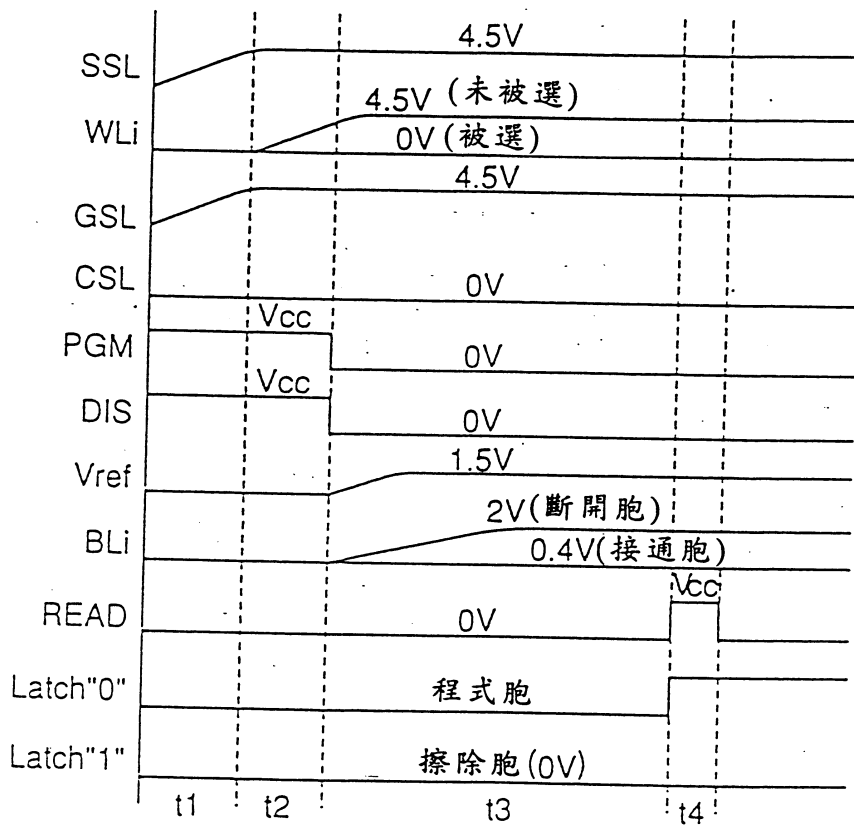 SSL 4.5V
4.5V (未被選)
WLi 0V(被選)
GSL 4.5V
CSL 0V
Vcc
PGM 0V
Vcc
DIS 0V
Vref 1.5V
2V(斷開胞)
BLi 0.4V(接通胞)
Vcc
READ 0V
Latch"0" 程式胞
Latch"1" 擦除胞(0V)
t1 t2 t3 t4